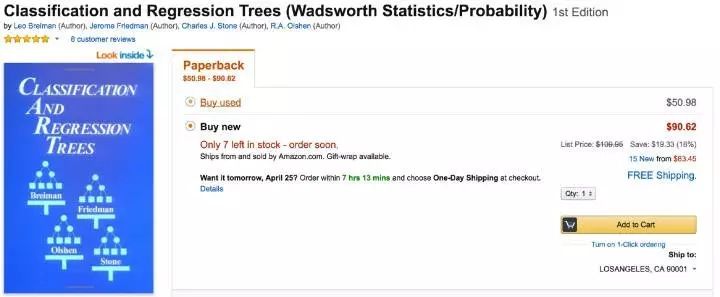 Classification and Regression Trees (Wadsworth Statistics/Probability) 1st Edition
by Leo Breiman (Author), Jerome Friedman (Author), Charles J. Stone (Author), R.A. Olshen (Author)
8 customer reviews
Look inside
CLASSIFICATION
AND
REGRESSION
TREES
Breiman
Friedman
Olshen
Stone
Paperback
$50.98 - $90.62
Buy used $50.98
Buy new $90.62
Only 7 left in stock - order soon.
Ships from and sold by Amazon.com. Gift-wrap available.
List Price: $109.95 Save: $19.33 (18%)
15 New from $63.45
Want it tomorrow, April 25? Order within 7 hrs 13 mins and choose One-Day Shipping at checkout.
Details
FREE Shipping.
Qty: 1
Add to Cart
Turn on 1-Click ordering
Ship to:
LOSANGELES, CA 90001